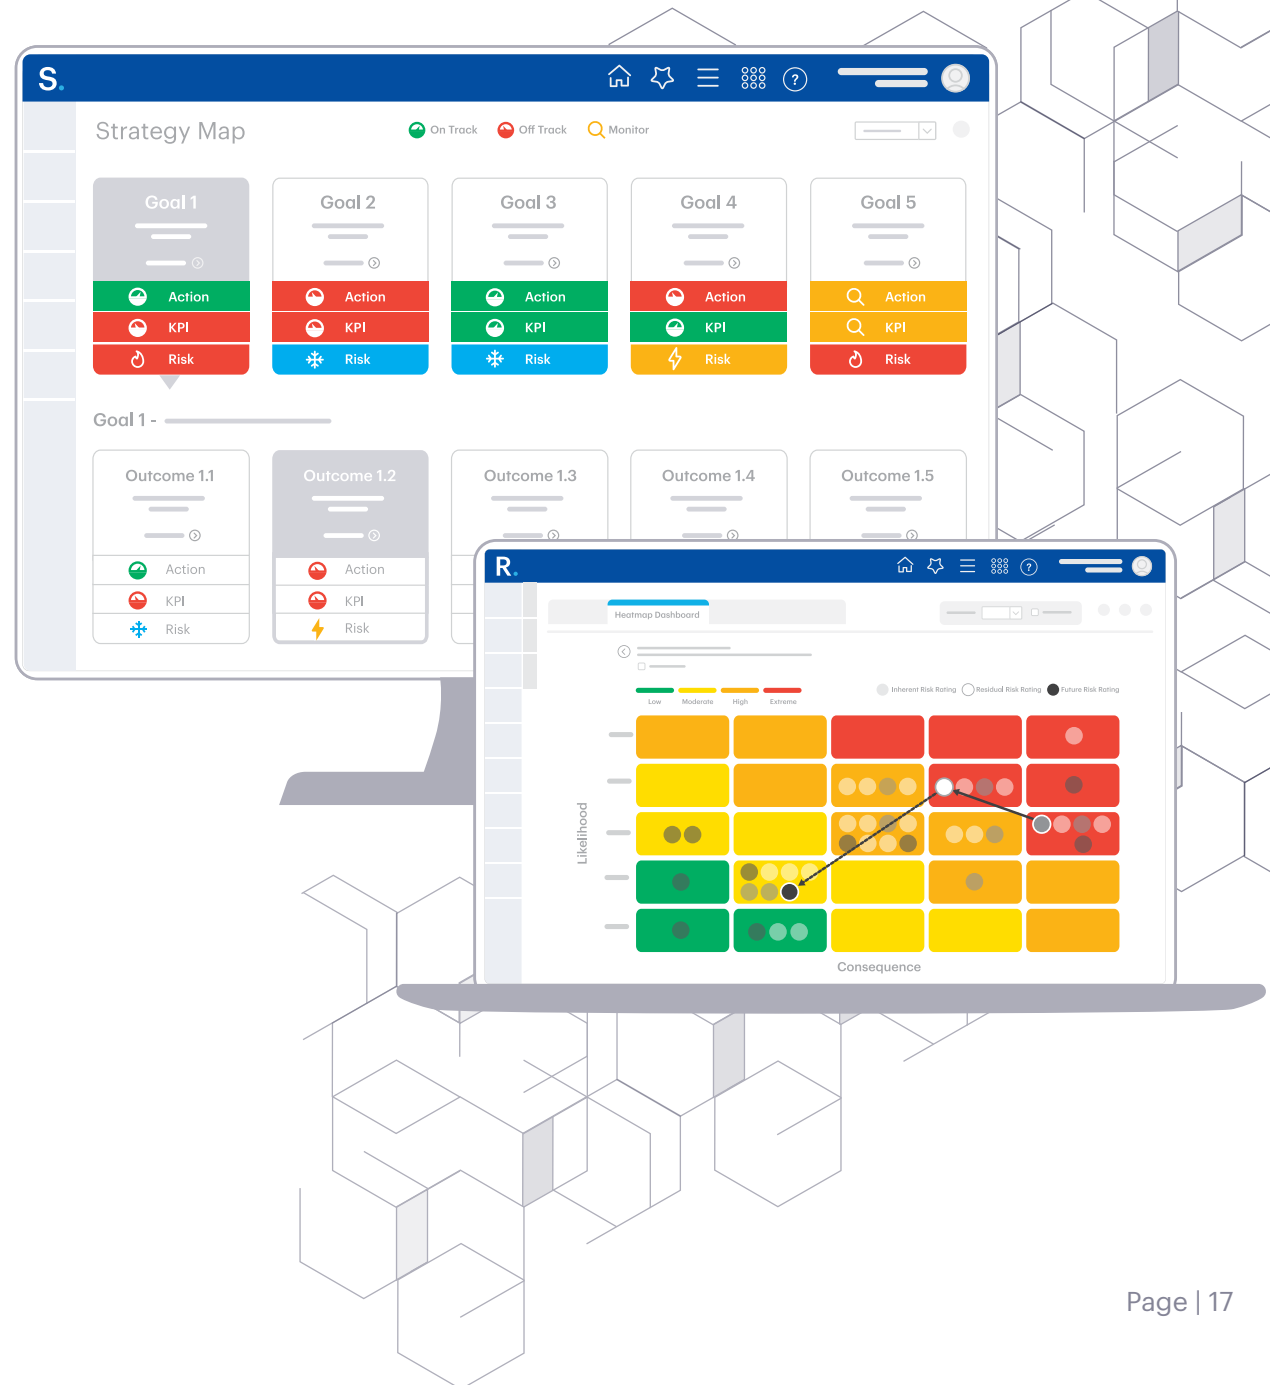 S.
Strategy Map
On Track Off Track Monitor
Goal 1 Goal 2 Goal 3 Goal 4 Goal 5
Action Action Action Action Action
KPI KPI KPI KPI KPI
Risk Risk Risk Risk Risk
Goal 1 -
Outcome 1.1 Outcome 1.2 Outcome 1.3 Outcome 1.4 Outcome 1.5
Action Action
KPI KPI
Risk Risk
R.
Heatmap Dashboard
Inherent Risk Rating Residual Risk Rating Future Risk Rating
Low Moderate High Extreme
Likelihood
Consequence
Page | 17